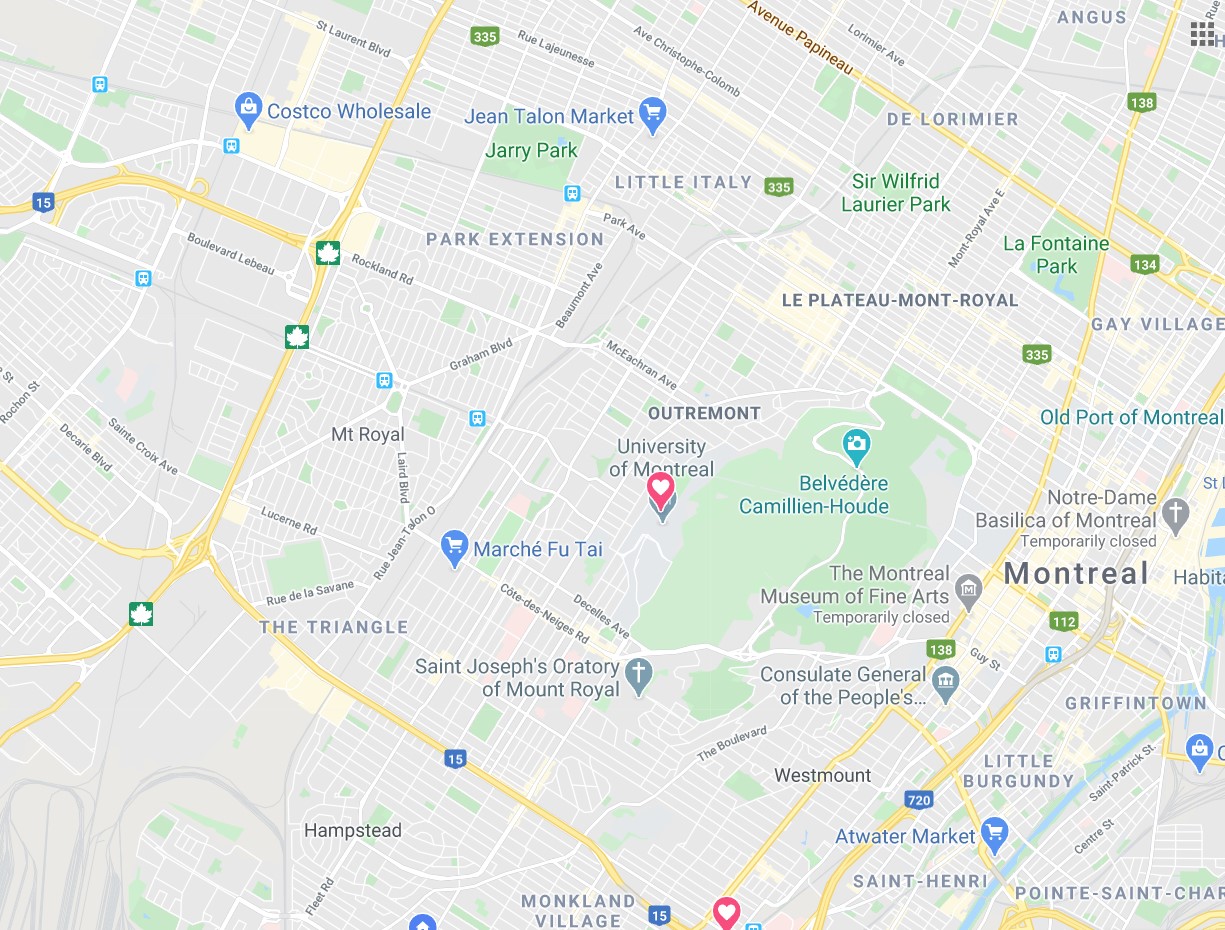 ANGUS
335
St Laurent Blvd
Rue Lajeunesse
Ave Christophe-Colomb
Avenue Papineau
Lorimier Ave
138
Costco Wholesale
Jean Talon Market
DE LORIMIER
Jarry Park
LITTLE ITALY
335
Sir Wilfrid
Laurier Park
15
Park Ave
Mont-Royal Ave E
PARK EXTENSION
Boulevard Lebeau
Rockland Rd
La Fontaine
Park
134
Beaumont Ave
LE PLATEAU-MONT-ROYAL
GAY VILLAGE
Graham Blvd
McEachran Ave
335
Rochon St
OUTREMONT
Old Port of Montreal
Mt Royal
Sainte Croix Ave
Decarie Blvd
University
of Montreal
Laird Blvd
Belvédère
Camillien-Houde
Notre-Dame
Basilica of Montreal
Temporarily closed
Lucerne Rd
Rue Jean-Talon O
Marché Fu Tai
The Montreal
Museum of Fine Arts
Temporarily closed
Montreal
Rue de la Savane
Côte-des-Neiges Rd
Decelles Ave
112
THE TRIANGLE
138
Guy St
Saint Joseph's Oratory
of Mount Royal
Consulate General
of the People's...
GRIFFINTOWN
The Boulevard
15
Westmount
LITTLE
BURGUNDY
Saint-Patrick St.
720
Hampstead
Atwater Market
Centre St
Fleet Rd
SAINT-HENRI
POINTE-SAINT-CHAR
MONKLAND
VILLAGE
15